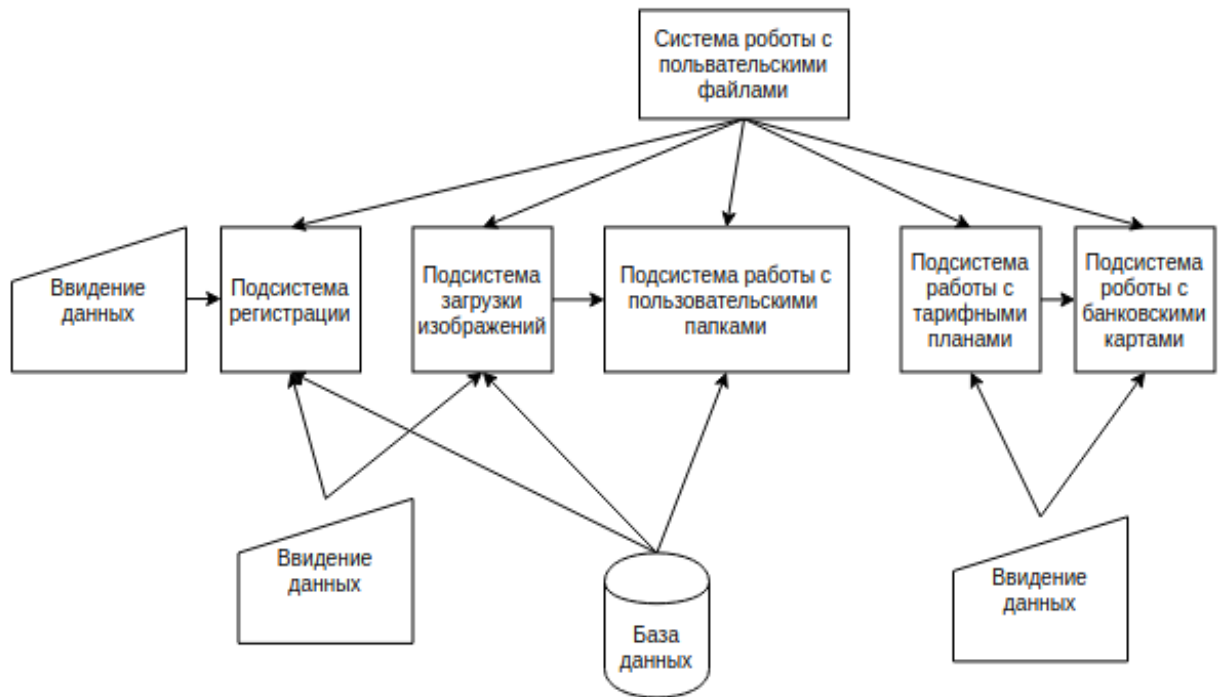 Система роботы с
польвательскими
файлами
Ввидение
данных
Подсистема
регистрации
Подсистема
загрузки
изображений
Подсистема работы с
пользовательскими
папками
Подсистема
работы с
тарифными
планами
Подсистема
роботы с
банковскими
картами
Ввидение
данных
База
данных
Ввидение
данных